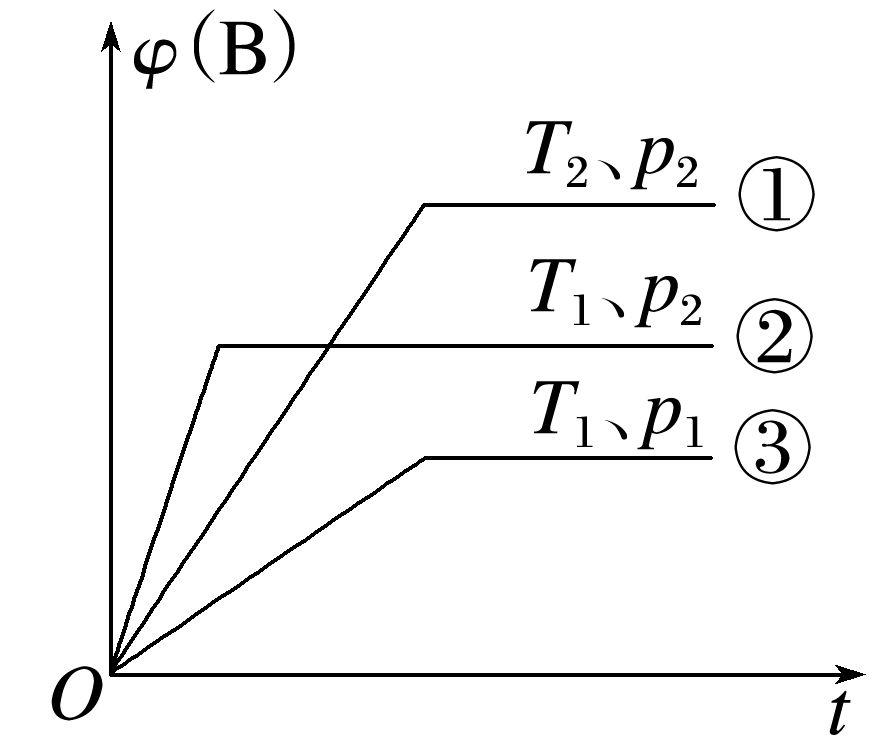 φ(B)
T₂、p₂ ①
T₁、p₂ ②
T₁、p₁ ③
O
t